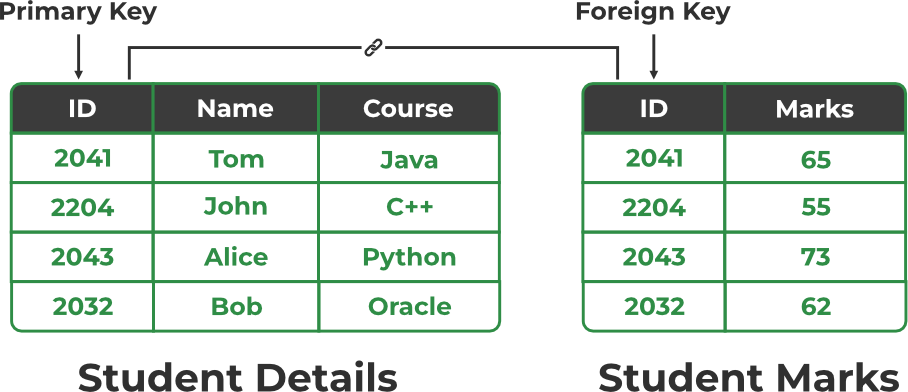 Primary Key
Foreign Key
ID Name Course
2041 Tom Java
2204 John C++
2043 Alice Python
2032 Bob Oracle
Student Details
ID Marks
2041 65
2204 55
2043 73
2032 62
Student Marks